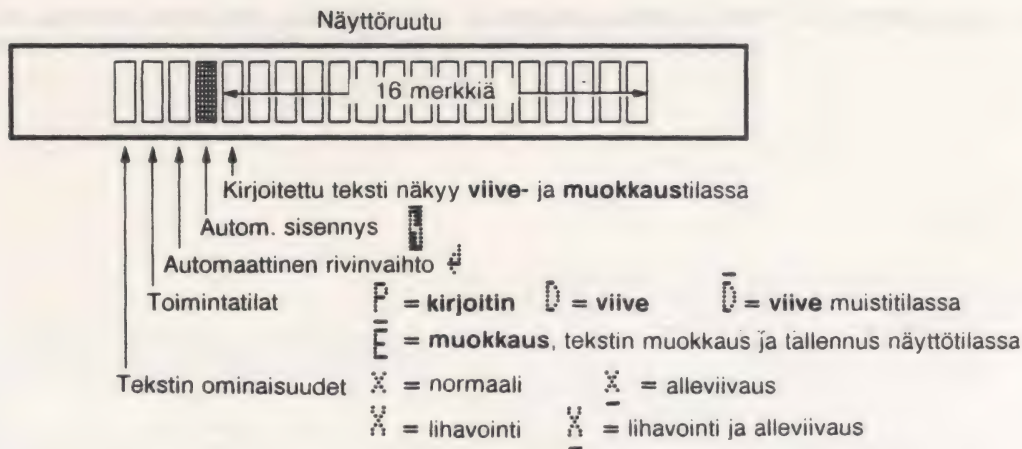 Näyttöruutu
16 merkkiä
Kirjoitettu teksti näkyy viive- ja muokkaustilassa
Autom. sisennys
Automaattinen rivinvaihto ↲
Toimintatilat P = kirjoitin D = viive D̅ = viive muistitilassa
E̅ = muokkaus, tekstin muokkaus ja tallennus näyttötilassa
Tekstin ominaisuudet X = normaali X̲ = alleviivaus
X = lihavointi X̲ = lihavointi ja alleviivaus